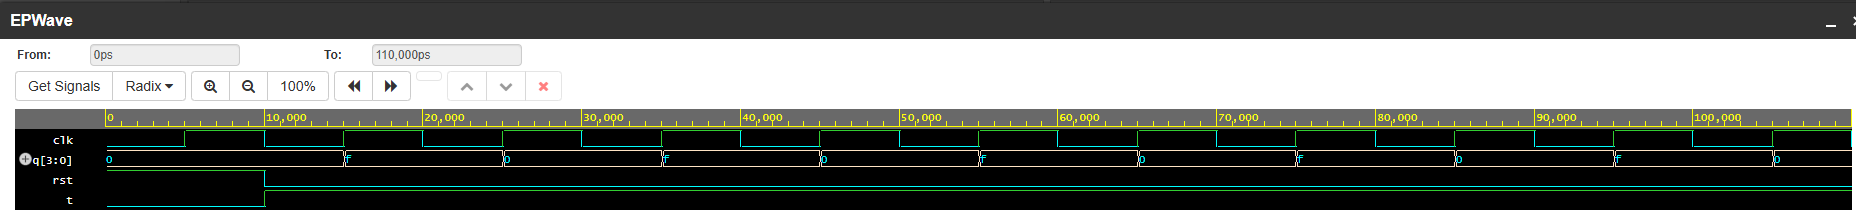 EPWave
From: 0ps To: 110,000ps
Get Signals Radix 100%
0 10,000 20,000 30,000 40,000 50,000 60,000 70,000 80,000 90,000 100,000
clk
q[3:0] 0 f 0 f 0 f 0 f 0 f 0
rst
t